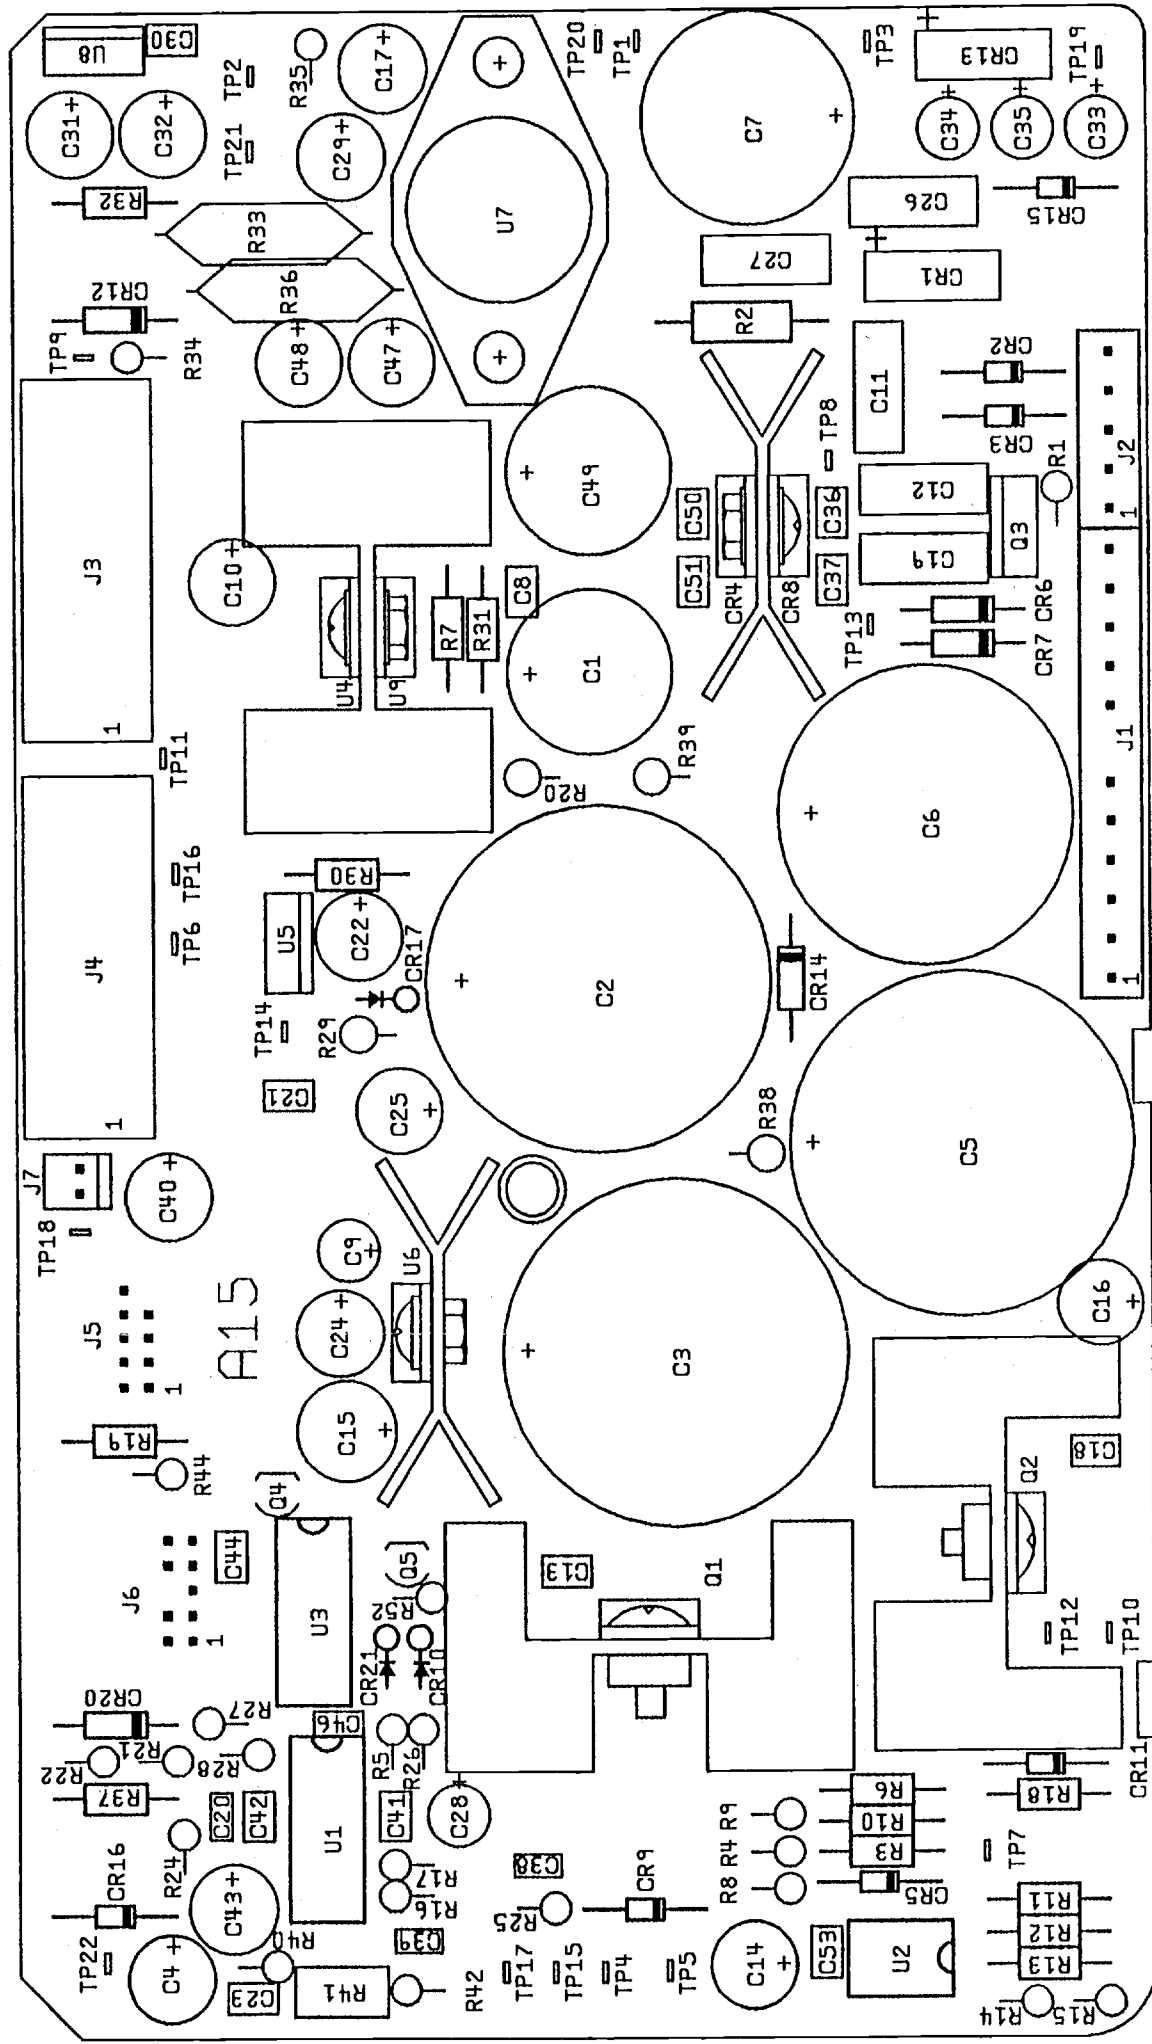 U8
C30
C31
+
C32
+
TP2
TP21
R35
C17
+
C29
+
TP20
TP1
C7
+
TP3
+
CR13
TP19
C34
+
C35
+
C33
+
R32
R33
R36
U7
C27
C26
CR15
+
CR1
CR12
TP9
R34
C48
+
C47
+
R2
C11
CR2
CR3
TP8
J2
1
R1
J3
1
C10
+
C49
+
C50
C51
C36
C37
CR4
CR8
C12
C19
Q3
CR6
CR7
TP13
U4
U9
R7
R31
C8
C1
+
R39
R20
TP11
J1
1
C6
+
J4
1
TP16
TP6
R30
U5
C22
+
CR17
TP14
R29
C21
C25
+
C2
+
CR14
R38
C5
+
J7
TP18
C40
+
J5
1
A15
C9
+
C24
+
C15
+
U6
C3
+
C16
+
R19
R44
Q4
J6
1
C44
U3
Q5
R52
CR21
CR10
C13
Q1
Q2
C18
TP12
TP10
CR20
R27
R21
R22
R28
R37
C46
R5
R26
C20
C42
C41
U1
C28
+
R24
CR16
C43
+
R17
R16
C38
R25
CR9
R9
R4
R8
R6
R10
R3
CR5
R18
CR11
TP7
TP22
C4
+
R40
C39
C23
R41
R42
TP17
TP15
TP4
TP5
C14
+
C53
U2
R11
R12
R13
R14
R15